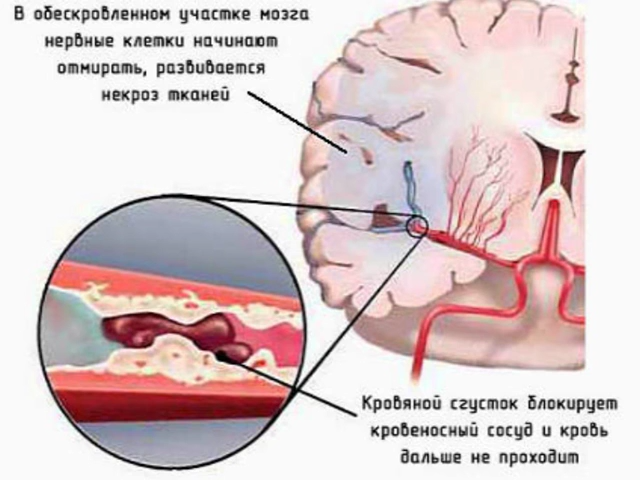 В обескровленном участке мозга
нервные клетки начинают
отмирать, развивается
некроз тканей
Кровяной сгусток блокирует
кровеносный сосуд и кровь
дальше не проходит